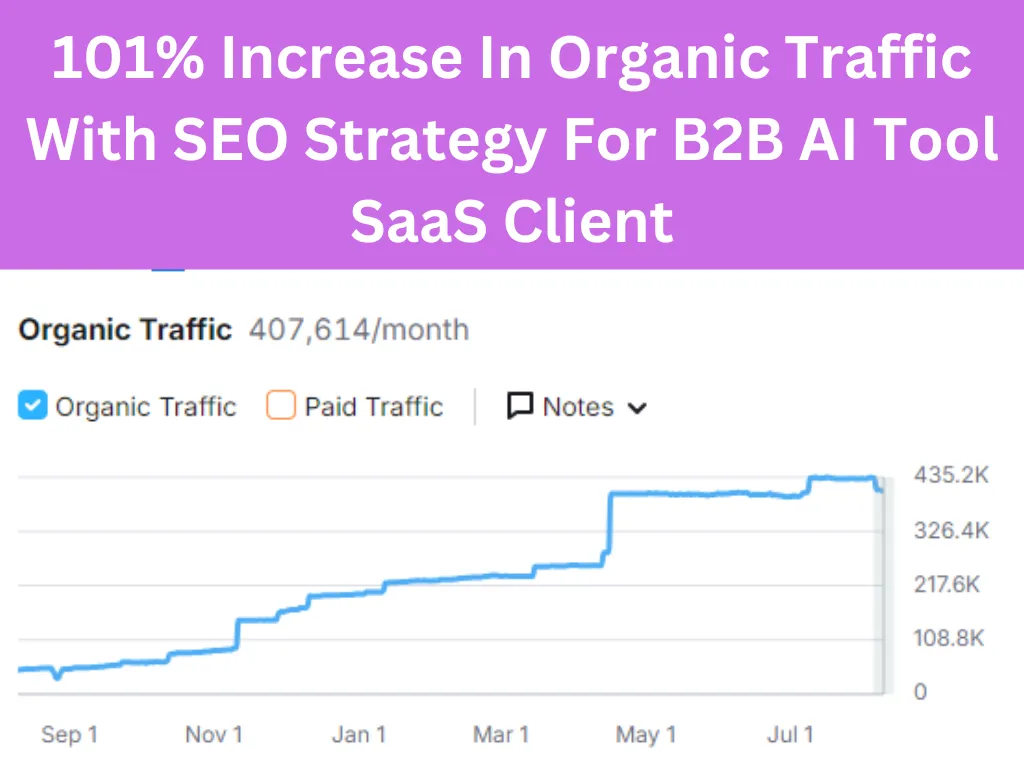 101% Increase In Organic Traffic
With SEO Strategy For B2B AI Tool
SaaS Client
Organic Traffic 407,614/month
Organic Traffic Paid Traffic Notes
435.2K
326.4K
217.6K
108.8K
0
Sep 1 Nov 1 Jan 1 Mar 1 May 1 Jul 1